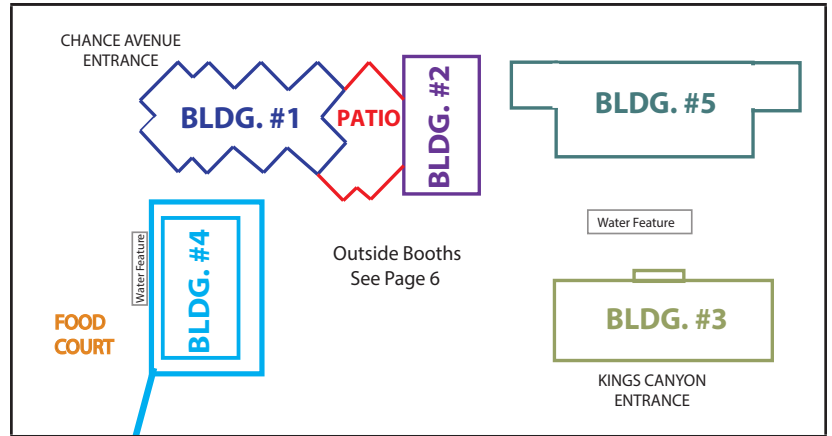 CHANCE AVENUE
ENTRANCE
BLDG. #1
PATIO
BLDG. #2
BLDG. #5
Water Feature
BLDG. #4
Outside Booths
See Page 6
Water Feature
FOOD
COURT
BLDG. #3
KINGS CANYON
ENTRANCE